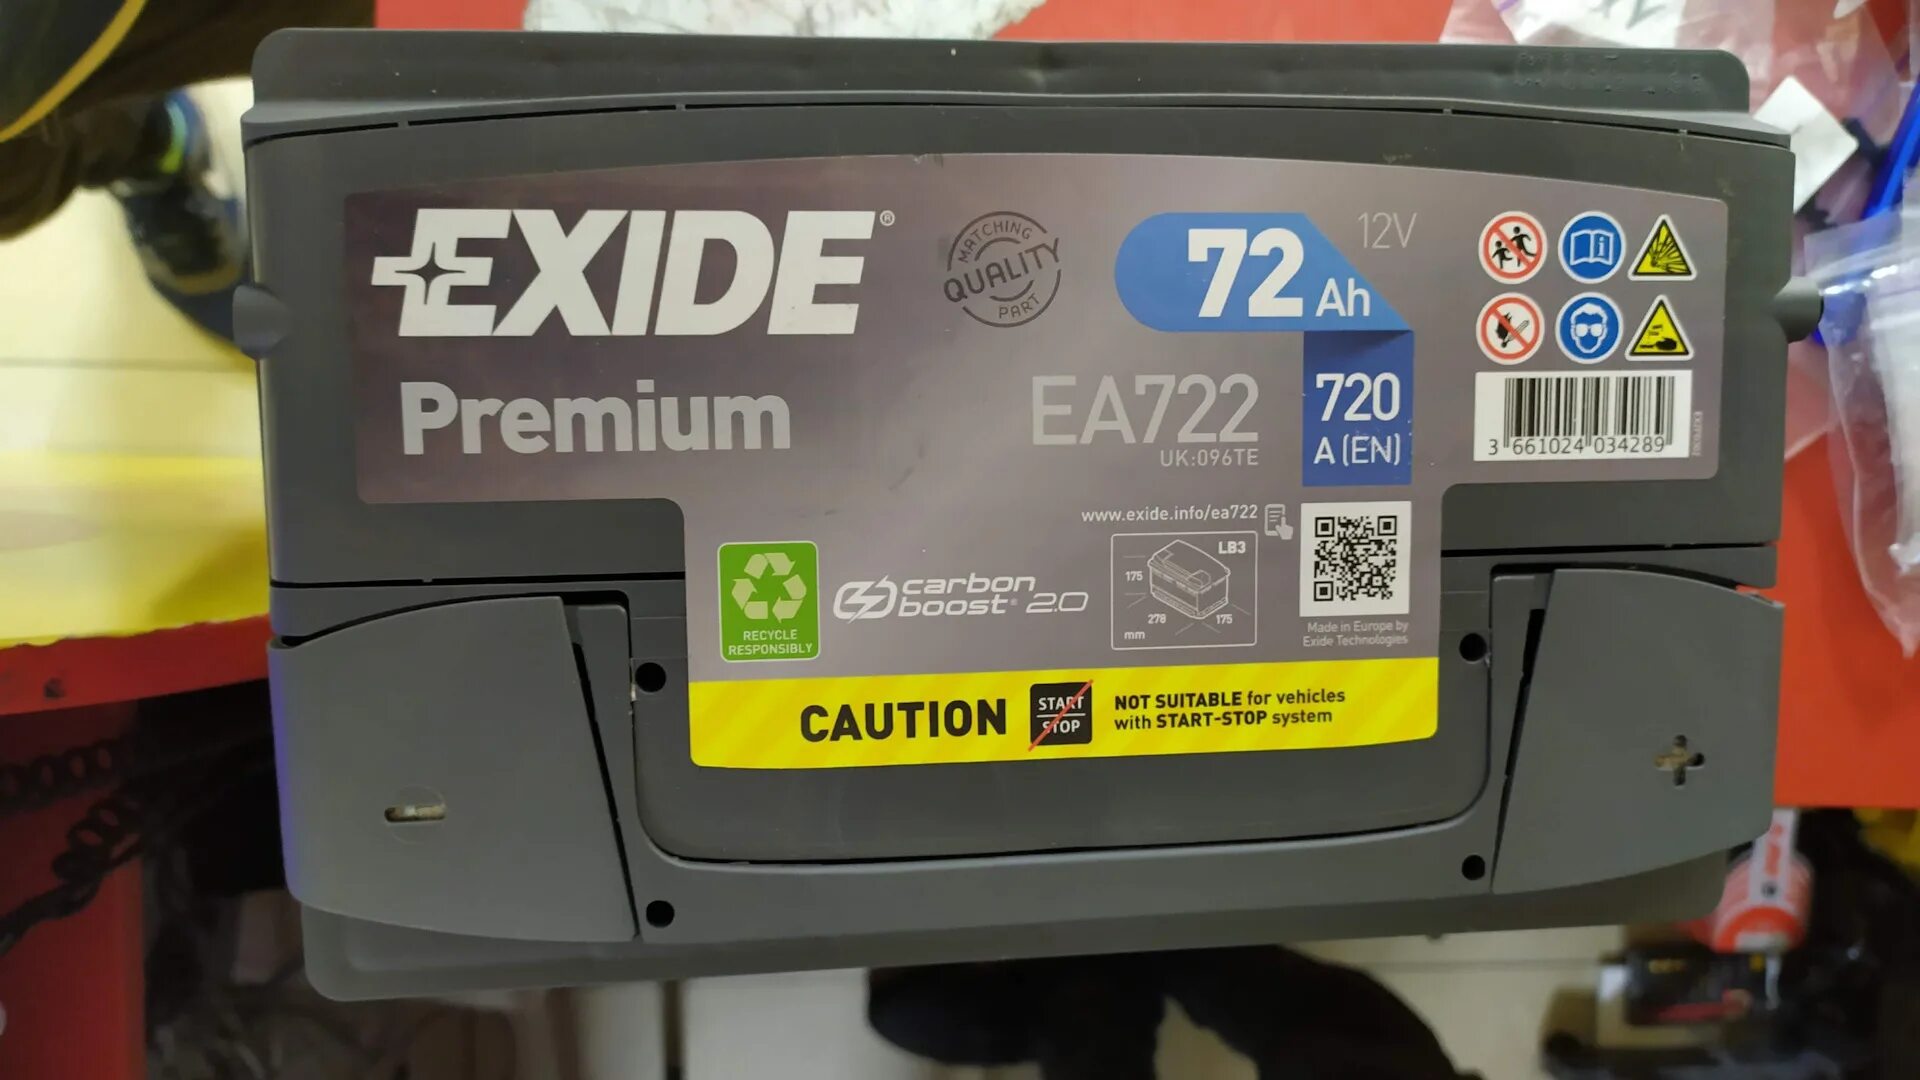 EXIDE®
Premium
MATCHING
QUALITY
PART
72 Ah
12V
EA722
UK:096TE
720
A (EN)
3 661024 034289
www.exide.info/ea722
LB3
175
278
175
mm
Made in Europe by
Exide Technologies
RECYCLE
RESPONSIBLY
carbon
boost® 2.0
CAUTION
START
STOP
NOT SUITABLE for vehicles
with START-STOP system